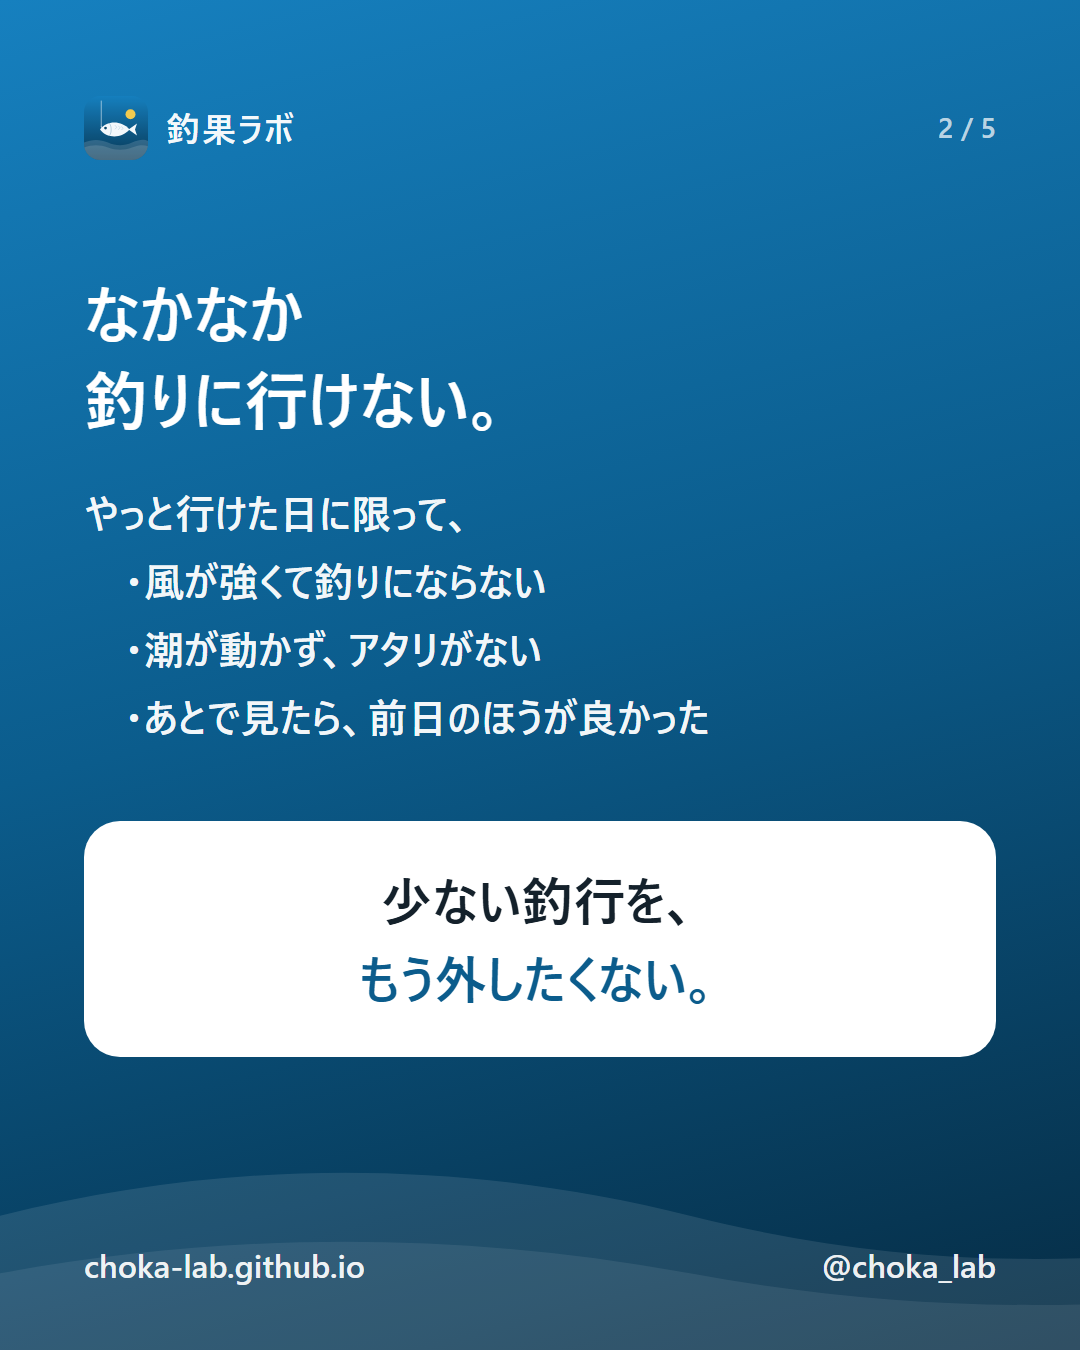 釣果ラボ
2 / 5
なかなか
釣りに行けない。
やっと行けた日に限って、
・風が強くて釣りにならない
・潮が動かず、アタリがない
・あとで見たら、前日のほうが良かった
少ない釣行を、
もう外したくない。
choka-lab.github.io
@choka_lab